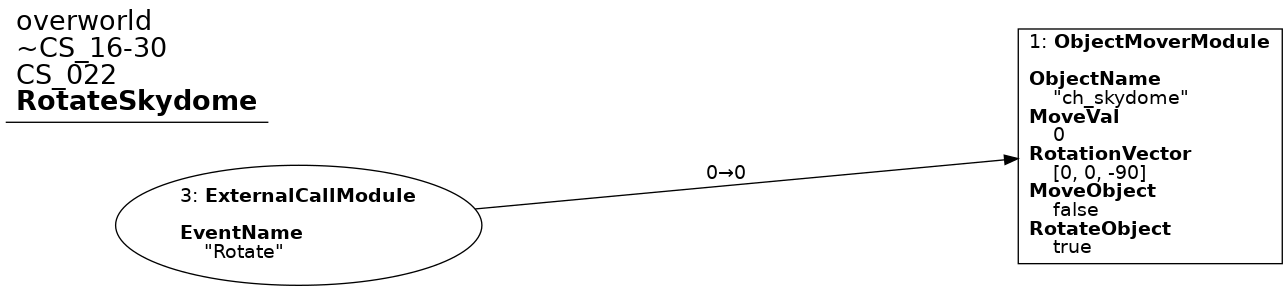 overworld
~CS_16-30
CS_022
RotateSkydome
3: ExternalCallModule
EventName
"Rotate"
0→0
1: ObjectMoverModule
ObjectName
"ch_skydome"
MoveVal
0
RotationVector
[0, 0, -90]
MoveObject
false
RotateObject
true